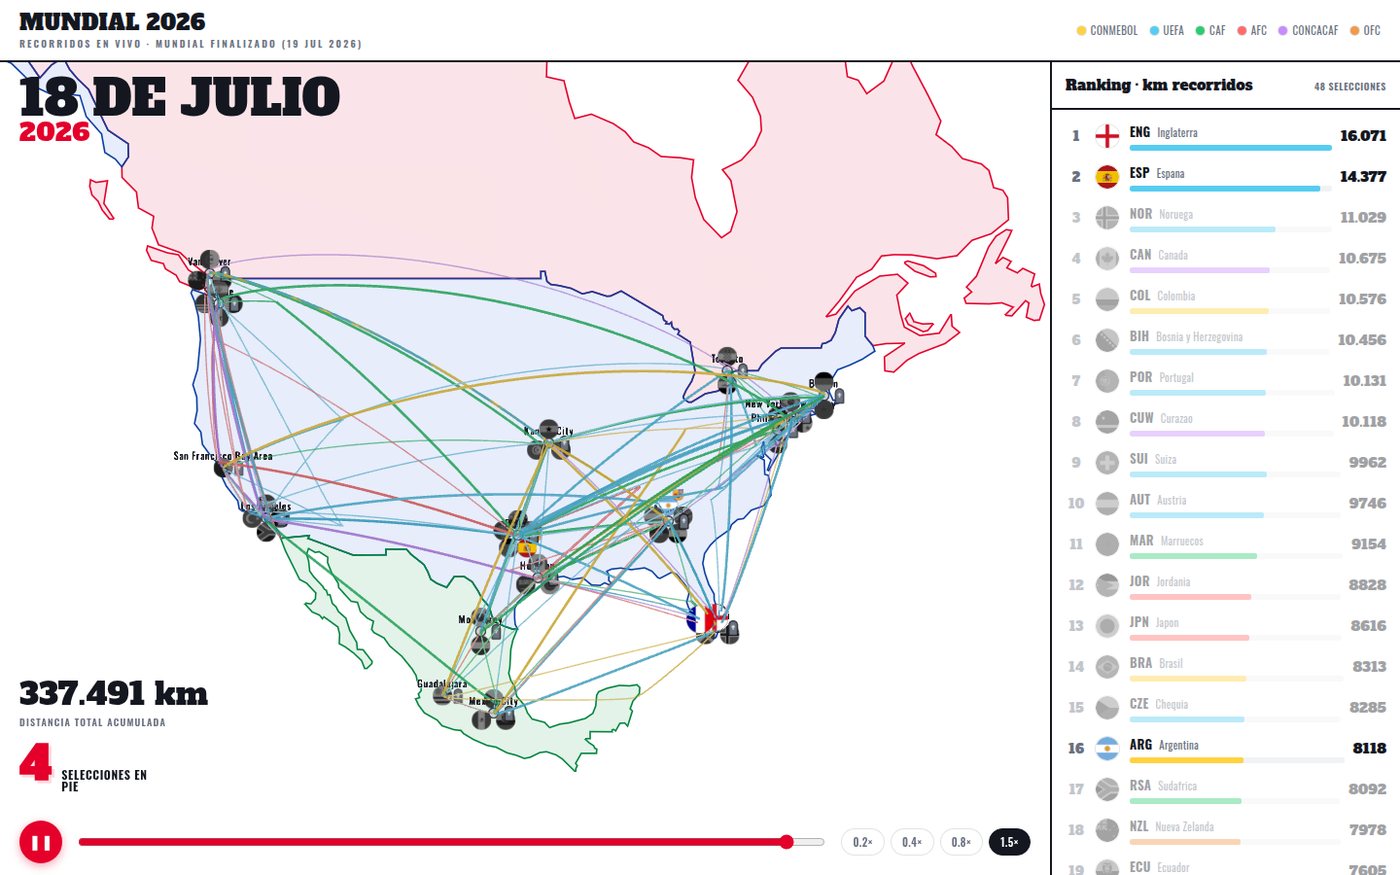 MUNDIAL 2026
RECORRIDOS EN VIVO · MUNDIAL FINALIZADO (19 JUL 2026)
CONMEBOL UEFA CAF AFC CONCACAF OFC
18 DE JULIO
2026
Toronto
Kansas City
San Francisco Bay Area
Los Angeles
Monterrey
Guadalajara
Mexico City
337.491 km
DISTANCIA TOTAL ACUMULADA
4 SELECCIONES EN
PIE
0.2× 0.4× 0.8× 1.5×
Ranking · km recorridos 48 SELECCIONES
1 ENG Inglaterra 16.071
2 ESP Espana 14.377
3 NOR Noruega 11.029
4 CAN Canada 10.675
5 COL Colombia 10.576
6 BIH Bosnia y Herzegovina 10.456
7 POR Portugal 10.131
8 CUW Curazao 10.118
9 SUI Suiza 9962
10 AUT Austria 9746
11 MAR Marruecos 9154
12 JOR Jordania 8828
13 JPN Japon 8616
14 BRA Brasil 8313
15 CZE Chequia 8285
16 ARG Argentina 8118
17 RSA Sudafrica 8092
18 NZL Nueva Zelanda 7978
19 ECU Ecuador 7605